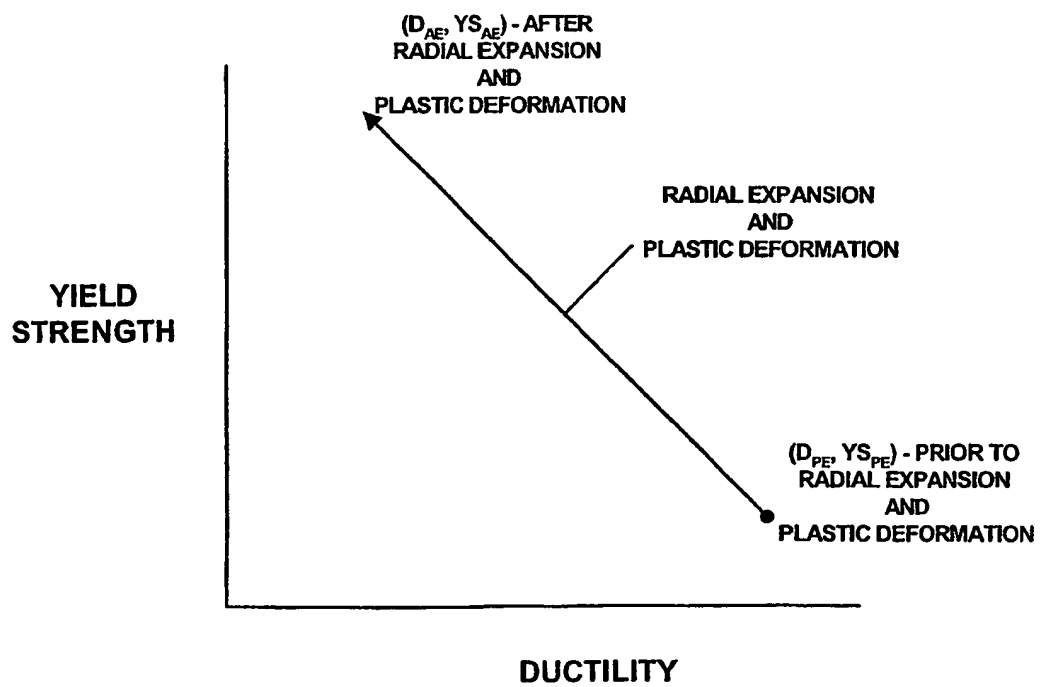 (D_AE, YS_AE) - AFTER
RADIAL EXPANSION
AND
PLASTIC DEFORMATION
RADIAL EXPANSION
AND
PLASTIC DEFORMATION
YIELD
STRENGTH
(D_PE, YS_PE) - PRIOR TO
RADIAL EXPANSION
AND
PLASTIC DEFORMATION
DUCTILITY